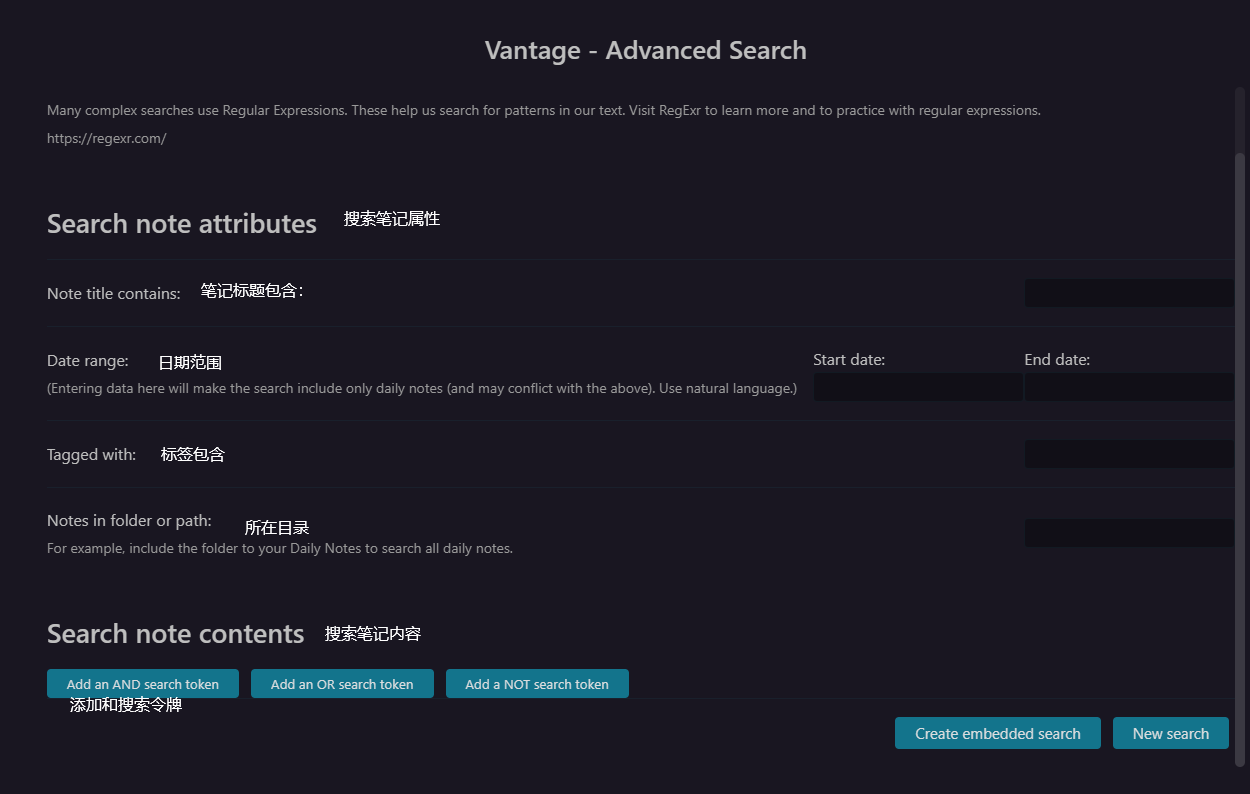 Vantage - Advanced Search
Many complex searches use Regular Expressions. These help us search for patterns in our text. Visit RegExr to learn more and to practice with regular expressions.
https://regexr.com/
Search note attributes 搜索笔记属性
Note title contains: 笔记标题包含：
Date range: 日期范围 Start date: End date:
(Entering data here will make the search include only daily notes (and may conflict with the above). Use natural language.)
Tagged with: 标签包含
Notes in folder or path: 所在目录
For example, include the folder to your Daily Notes to search all daily notes.
Search note contents 搜索笔记内容
Add an AND search token Add an OR search token Add a NOT search token
添加和搜索令牌
Create embedded search New search